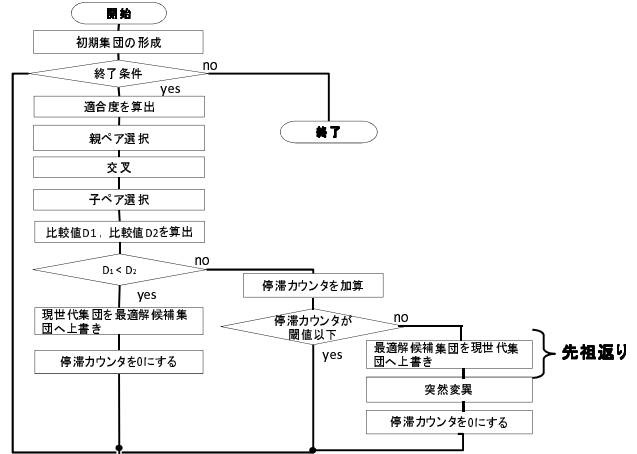 開始
初期集団の形成
終了条件
no
yes
終了
適合度を算出
親ペア選択
交叉
子ペア選択
比較値D1，比較値D2を算出
D1 < D2
no
yes
現世代集団を最適解候補集
団へ上書き
停滞カウンタを0にする
停滞カウンタを加算
停滞カウンタが
閾値以下
no
yes
最適解候補集団を現世代集
団へ上書き
先祖返り
突然変異
停滞カウンタを0にする